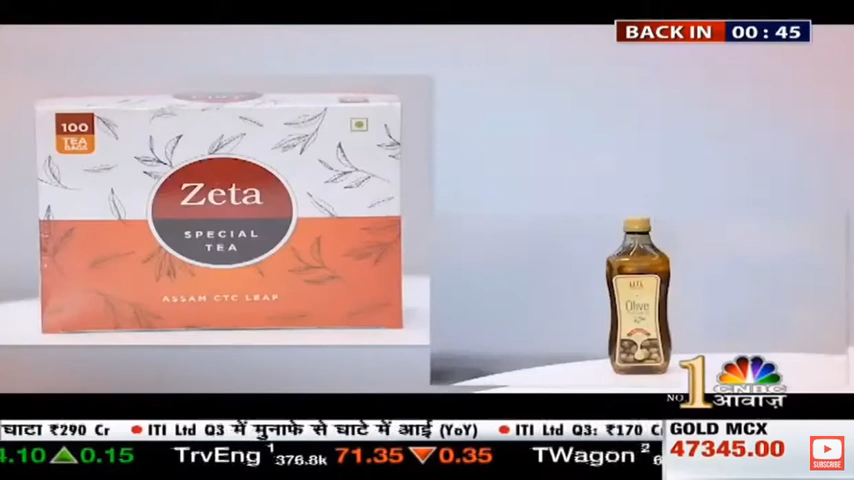 BACK IN 00:45
100
TEA
BAGS
Zeta
SPECIAL
TEA
ASSAM CTC LEAF
Olive
No.1 CNBC
आवाज़
घाटा ₹290 Cr ITI Ltd Q3 में मुनाफे से घाटे में आई (YoY) ITI Ltd Q3: ₹170 C
4.10 0.15 TrvEng 1 376.8k 71.35 0.35 TWagon 2
GOLD MCX
47345.00
SUBSCRIBE